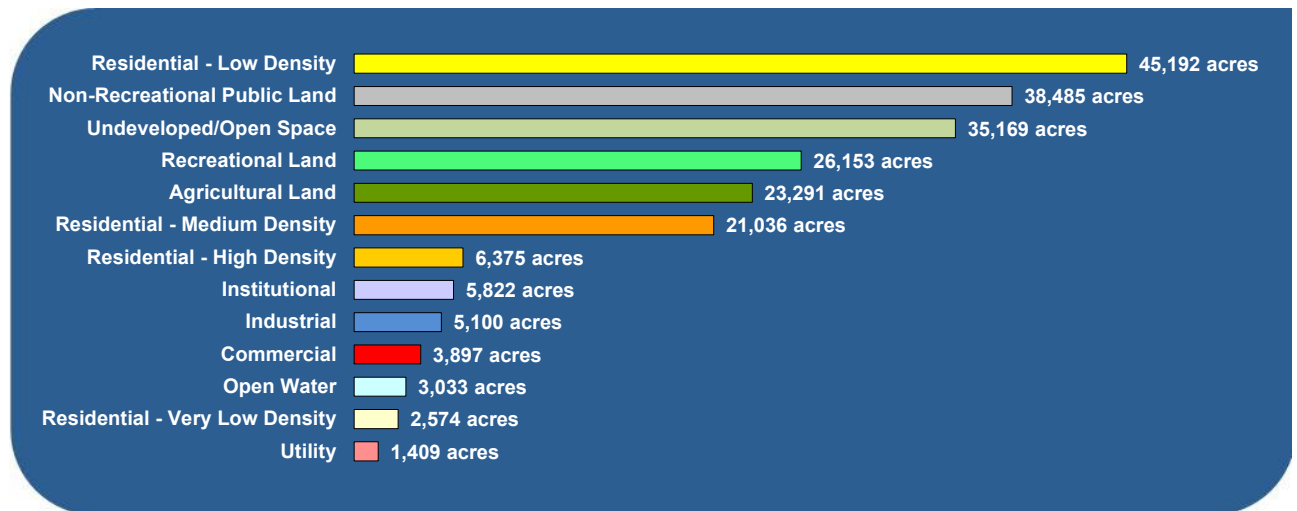 Residential - Low Density 45,192 acres
Non-Recreational Public Land 38,485 acres
Undeveloped/Open Space 35,169 acres
Recreational Land 26,153 acres
Agricultural Land 23,291 acres
Residential - Medium Density 21,036 acres
Residential - High Density 6,375 acres
Institutional 5,822 acres
Industrial 5,100 acres
Commercial 3,897 acres
Open Water 3,033 acres
Residential - Very Low Density 2,574 acres
Utility 1,409 acres